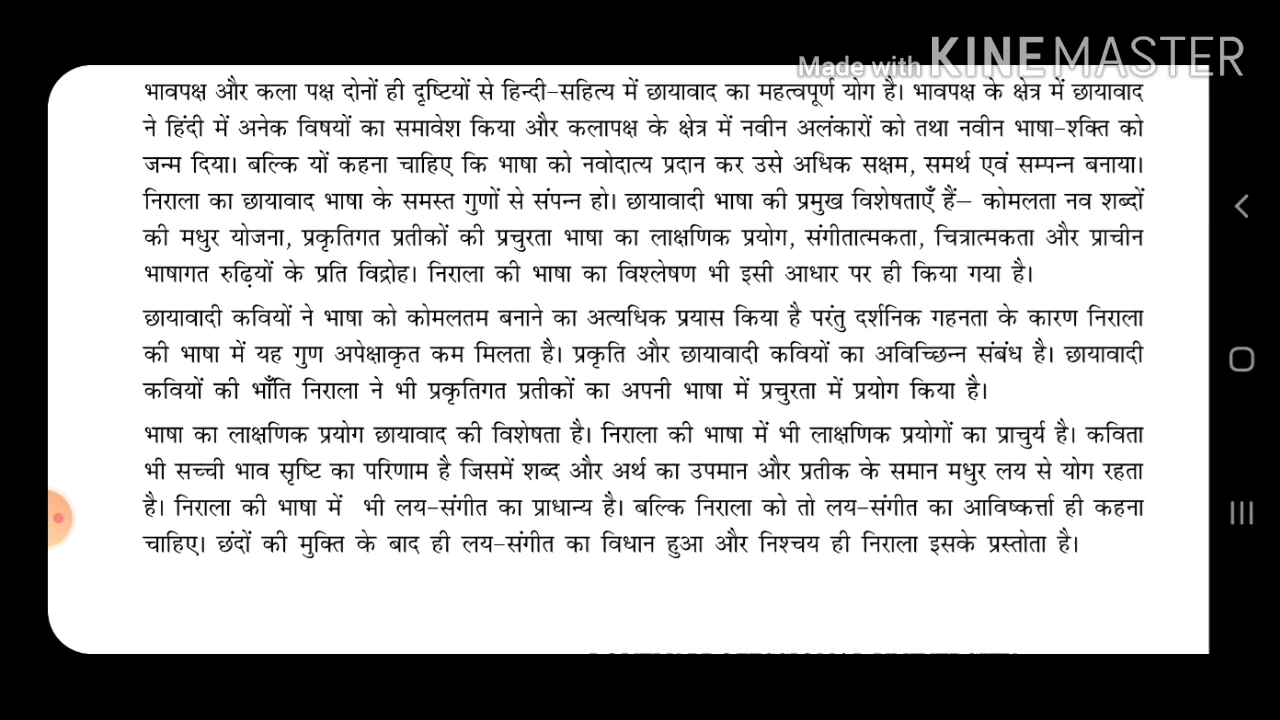 Made with KINEMASTER
भावपक्ष और कला पक्ष दोनों ही दृष्टियों से हिन्दी-सहित्य में छायावाद का महत्वपूर्ण योग है। भावपक्ष के क्षेत्र में छायावाद
ने हिंदी में अनेक विषयों का समावेश किया और कलापक्ष के क्षेत्र में नवीन अलंकारों को तथा नवीन भाषा-शक्ति को
जन्म दिया। बल्कि यों कहना चाहिए कि भाषा को नवोदात्य प्रदान कर उसे अधिक सक्षम, समर्थ एवं सम्पन्न बनाया।
निराला का छायावाद भाषा के समस्त गुणों से संपन्न हो। छायावादी भाषा की प्रमुख विशेषताएँ हैं– कोमलता नव शब्दों
की मधुर योजना, प्रकृतिगत प्रतीकों की प्रचुरता भाषा का लाक्षणिक प्रयोग, संगीतात्मकता, चित्रात्मकता और प्राचीन
भाषागत रुढ़ियों के प्रति विद्रोह। निराला की भाषा का विश्लेषण भी इसी आधार पर ही किया गया है।
छायावादी कवियों ने भाषा को कोमलतम बनाने का अत्यधिक प्रयास किया है परंतु दर्शनिक गहनता के कारण निराला
की भाषा में यह गुण अपेक्षाकृत कम मिलता है। प्रकृति और छायावादी कवियों का अविच्छिन्न संबंध है। छायावादी
कवियों की भाँति निराला ने भी प्रकृतिगत प्रतीकों का अपनी भाषा में प्रचुरता में प्रयोग किया है।
भाषा का लाक्षणिक प्रयोग छायावाद की विशेषता है। निराला की भाषा में भी लाक्षणिक प्रयोगों का प्राचुर्य है। कविता
भी सच्ची भाव सृष्टि का परिणाम है जिसमें शब्द और अर्थ का उपमान और प्रतीक के समान मधुर लय से योग रहता
है। निराला की भाषा में भी लय-संगीत का प्राधान्य है। बल्कि निराला को तो लय-संगीत का आविष्कर्त्ता ही कहना
चाहिए। छंदों की मुक्ति के बाद ही लय-संगीत का विधान हुआ और निश्चय ही निराला इसके प्रस्तोता है।